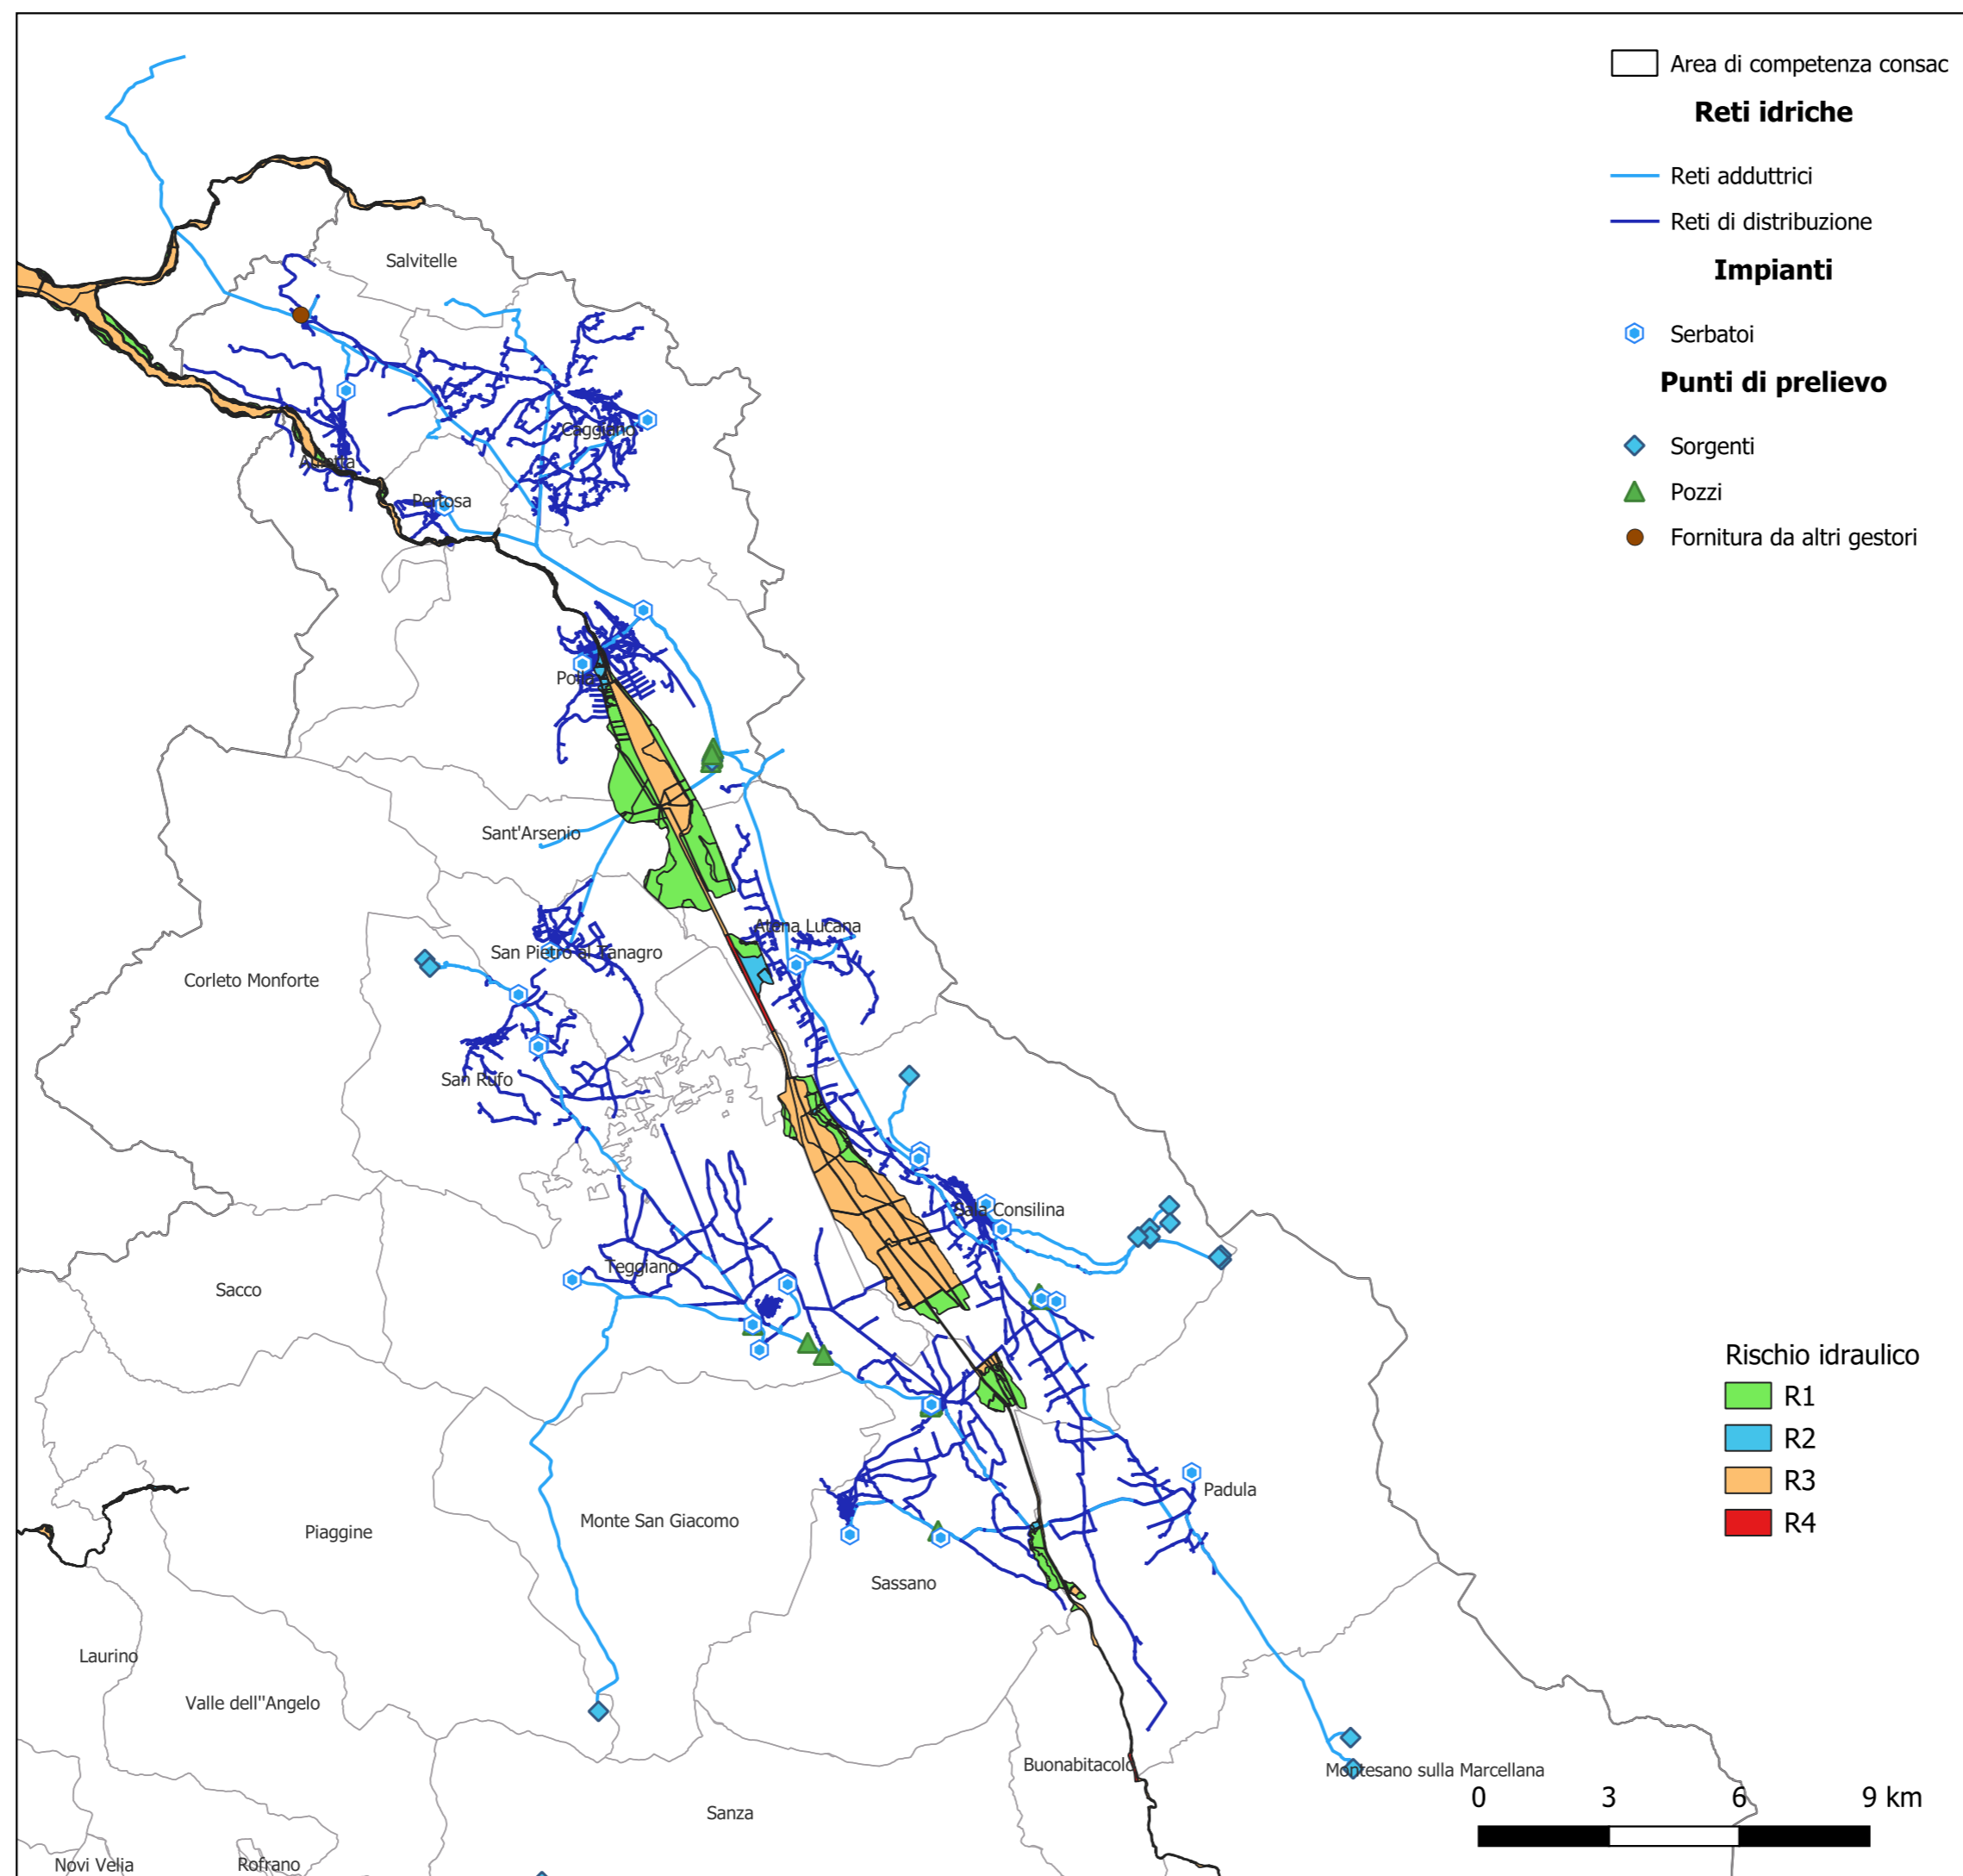 Area di competenza consac
Reti idriche
Reti adduttrici
Reti di distribuzione
Impianti
Serbatoi
Punti di prelievo
Sorgenti
Pozzi
Fornitura da altri gestori
Salvitelle
Caggiano
Auletta
Pertosa
Polla
Sant'Arsenio
Atena Lucana
San Pietro al Tanagro
Corleto Monforte
San Rufo
Sala Consilina
Teggiano
Sacco
Rischio idraulico
R1
R2
R3
R4
Padula
Monte San Giacomo
Piaggine
Sassano
Laurino
Valle dell''Angelo
Buonabitacolo
Montesano sulla Marcellana
0 3 6 9 km
Sanza
Novi Velia
Rofrano